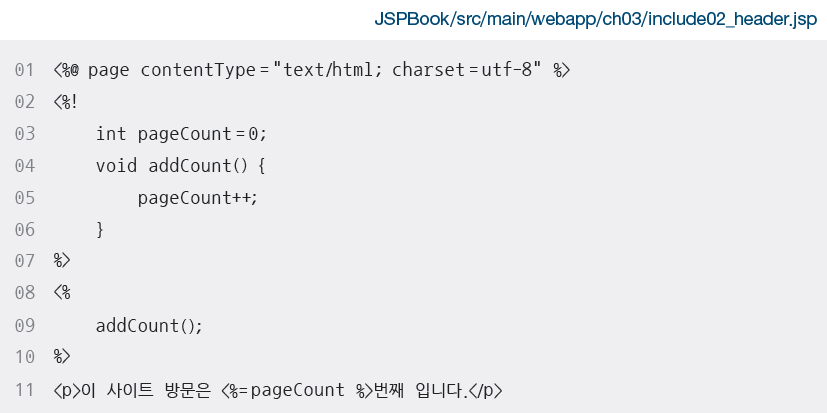 JSPBook/src/main/webapp/ch03/include02_header.jsp
01 <%@ page contentType="text/html; charset=utf-8" %>
02 <%!
03     int pageCount=0;
04     void addCount() {
05         pageCount++;
06     }
07 %>
08 <%
09     addCount();
10 %>
11 <p>이 사이트 방문은 <%=pageCount %>번째 입니다.</p>